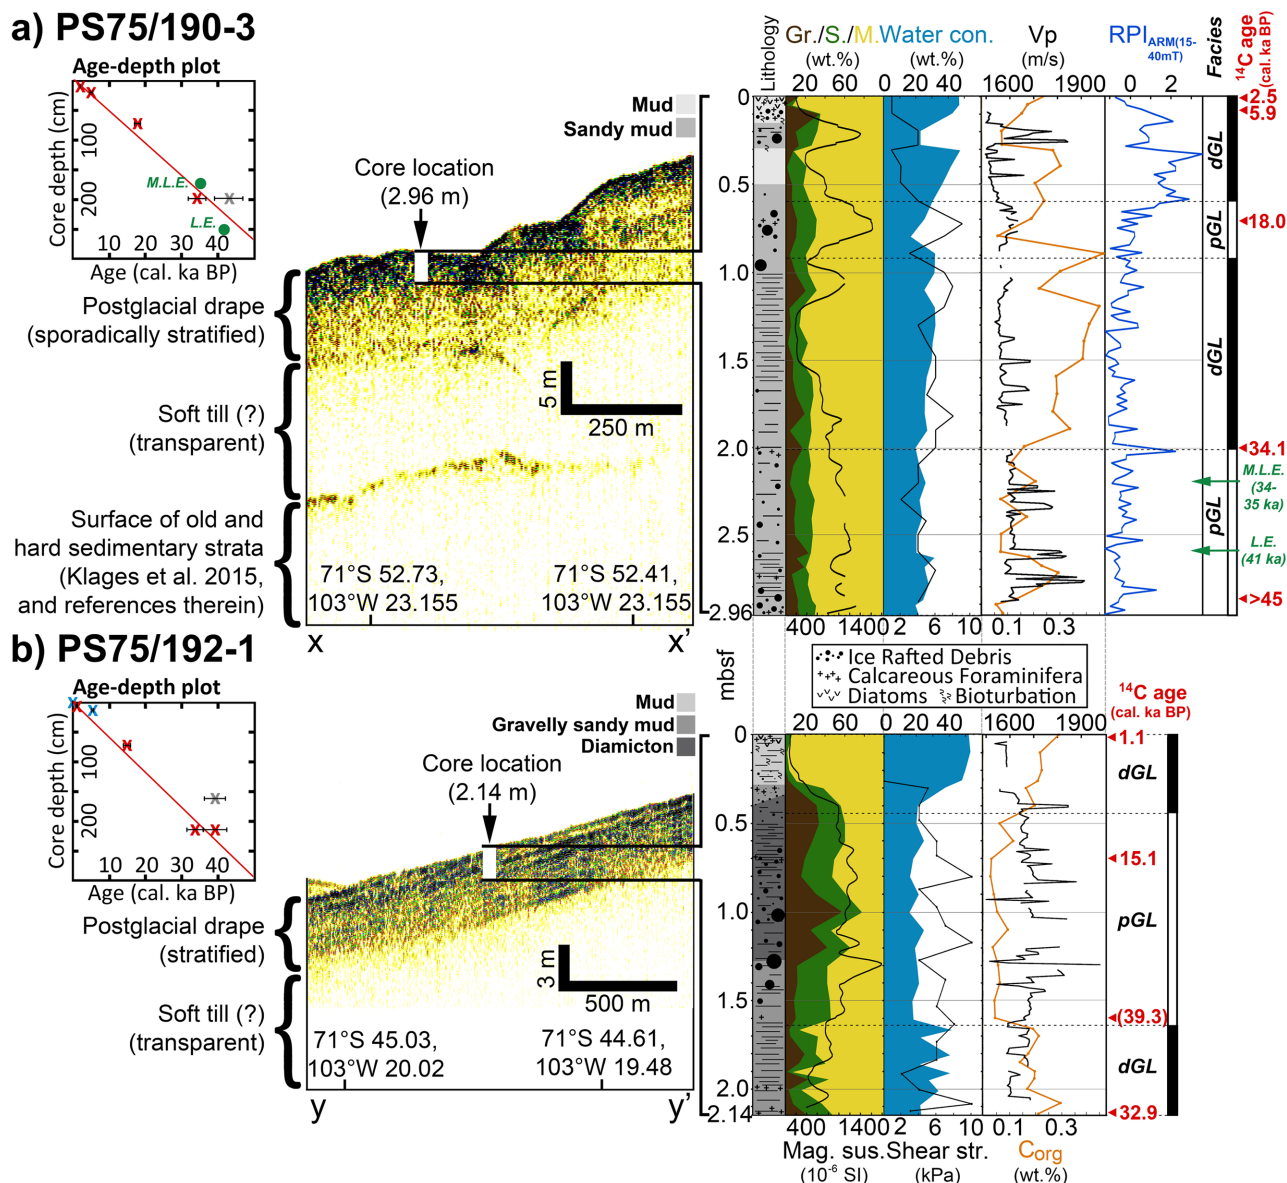 a) PS75/190-3
Age-depth plot
Core depth (cm)
100
200
M.L.E.
L.E.
10 20 30 40
Age (cal. ka BP)
Mud
Sandy mud
Core location
(2.96 m)
Postglacial drape
(sporadically stratified)
Soft till (?)
(transparent)
Surface of old and
hard sedimentary strata
(Klages et al. 2015,
and references therein)
5 m
250 m
71°S 52.73,
103°W 23.155
71°S 52.41,
103°W 23.155
x
x’
Lithology
Gr./S./M.
(wt.%)
20 60
Water con.
(wt.%)
0 20 40
Vp
(m/s)
1600 1900
RPI ARM(15-
40mT)
0 2
Facies
14C age
(cal. ka BP)
0
0.5
1.0
1.5
2.0
2.5
2.96
mbsf
dGL
pGL
dGL
pGL
2.5
5.9
18.0
34.1
M.L.E.
(34-
35 ka)
L.E.
(41 ka)
>45
400 1400
2 6 10
0.1 0.3
Ice Rafted Debris
Calcareous Foraminifera
Diatoms Bioturbation
b) PS75/192-1
Age-depth plot
Core depth (cm)
100
200
10 20 30 40
Age (cal. ka BP)
Mud
Gravelly sandy mud
Diamicton
Core location
(2.14 m)
Postglacial drape
(stratified)
Soft till (?)
(transparent)
3 m
500 m
71°S 45.03,
103°W 20.02
71°S 44.61,
103°W 19.48
y
y’
20 60
0 20 40
1600 1900
14C age
(cal. ka BP)
0
0.5
1.0
1.5
2.0
2.14
dGL
pGL
dGL
1.1
15.1
(39.3)
32.9
400 1400
2 6 10
0.1 0.3
Mag. sus.
(10-6 SI)
Shear str.
(kPa)
Corg
(wt.%)